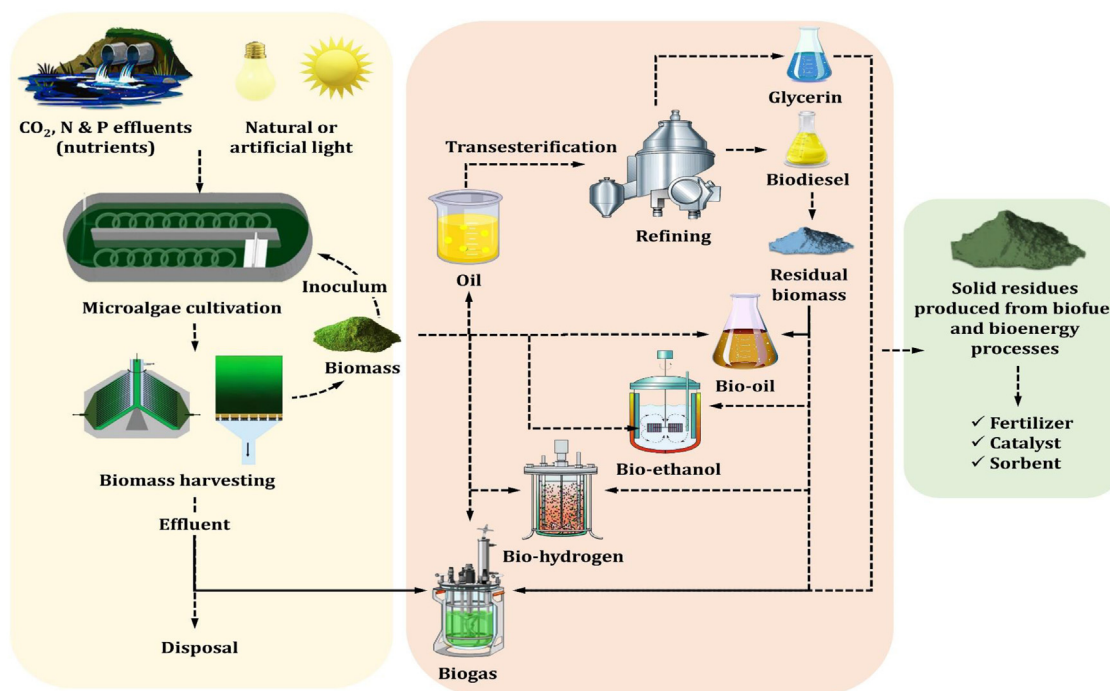 CO₂, N & P effluents
(nutrients)
Natural or
artificial light
Microalgae cultivation
Inoculum
Biomass
Biomass harvesting
Effluent
Disposal
Transesterification
Oil
Refining
Glycerin
Biodiesel
Residual
biomass
Bio-oil
Bio-ethanol
Bio-hydrogen
Biogas
Solid residues
produced from biofue
and bioenergy
processes
✓ Fertilizer
✓ Catalyst
✓ Sorbent